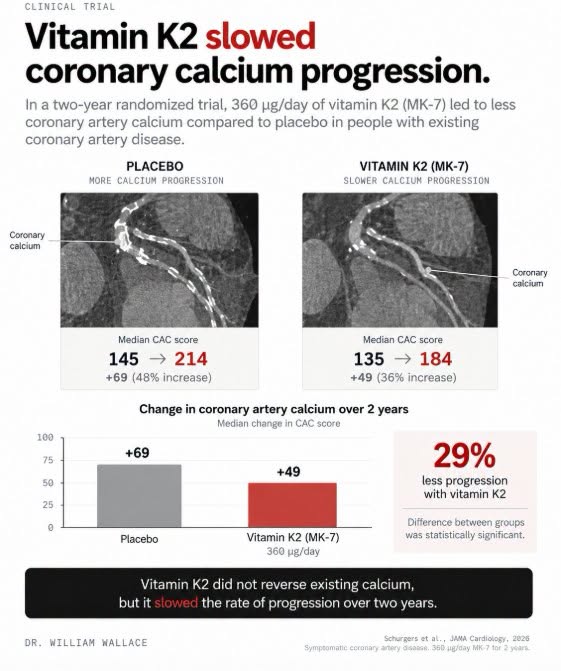 CLINICAL TRIAL
Vitamin K2 slowed
coronary calcium progression.
In a two-year randomized trial, 360 µg/day of vitamin K2 (MK-7) led to less
coronary artery calcium compared to placebo in people with existing
coronary artery disease.
PLACEBO
MORE CALCIUM PROGRESSION
VITAMIN K2 (MK-7)
SLOWER CALCIUM PROGRESSION
Coronary
calcium
Coronary
calcium
Median CAC score
145 → 214
+69 (48% increase)
Median CAC score
135 → 184
+49 (36% increase)
Change in coronary artery calcium over 2 years
Median change in CAC score
100
75
50
25
0
+69
+49
Placebo
Vitamin K2 (MK-7)
360 µg/day
29%
less progression
with vitamin K2
Difference between groups
was statistically significant.
Vitamin K2 did not reverse existing calcium,
but it slowed the rate of progression over two years.
DR. WILLIAM WALLACE
Schurgers et al., JAMA Cardiology, 2026
Symptomatic coronary artery disease. 360 µg/day MK-7 for 2 years.